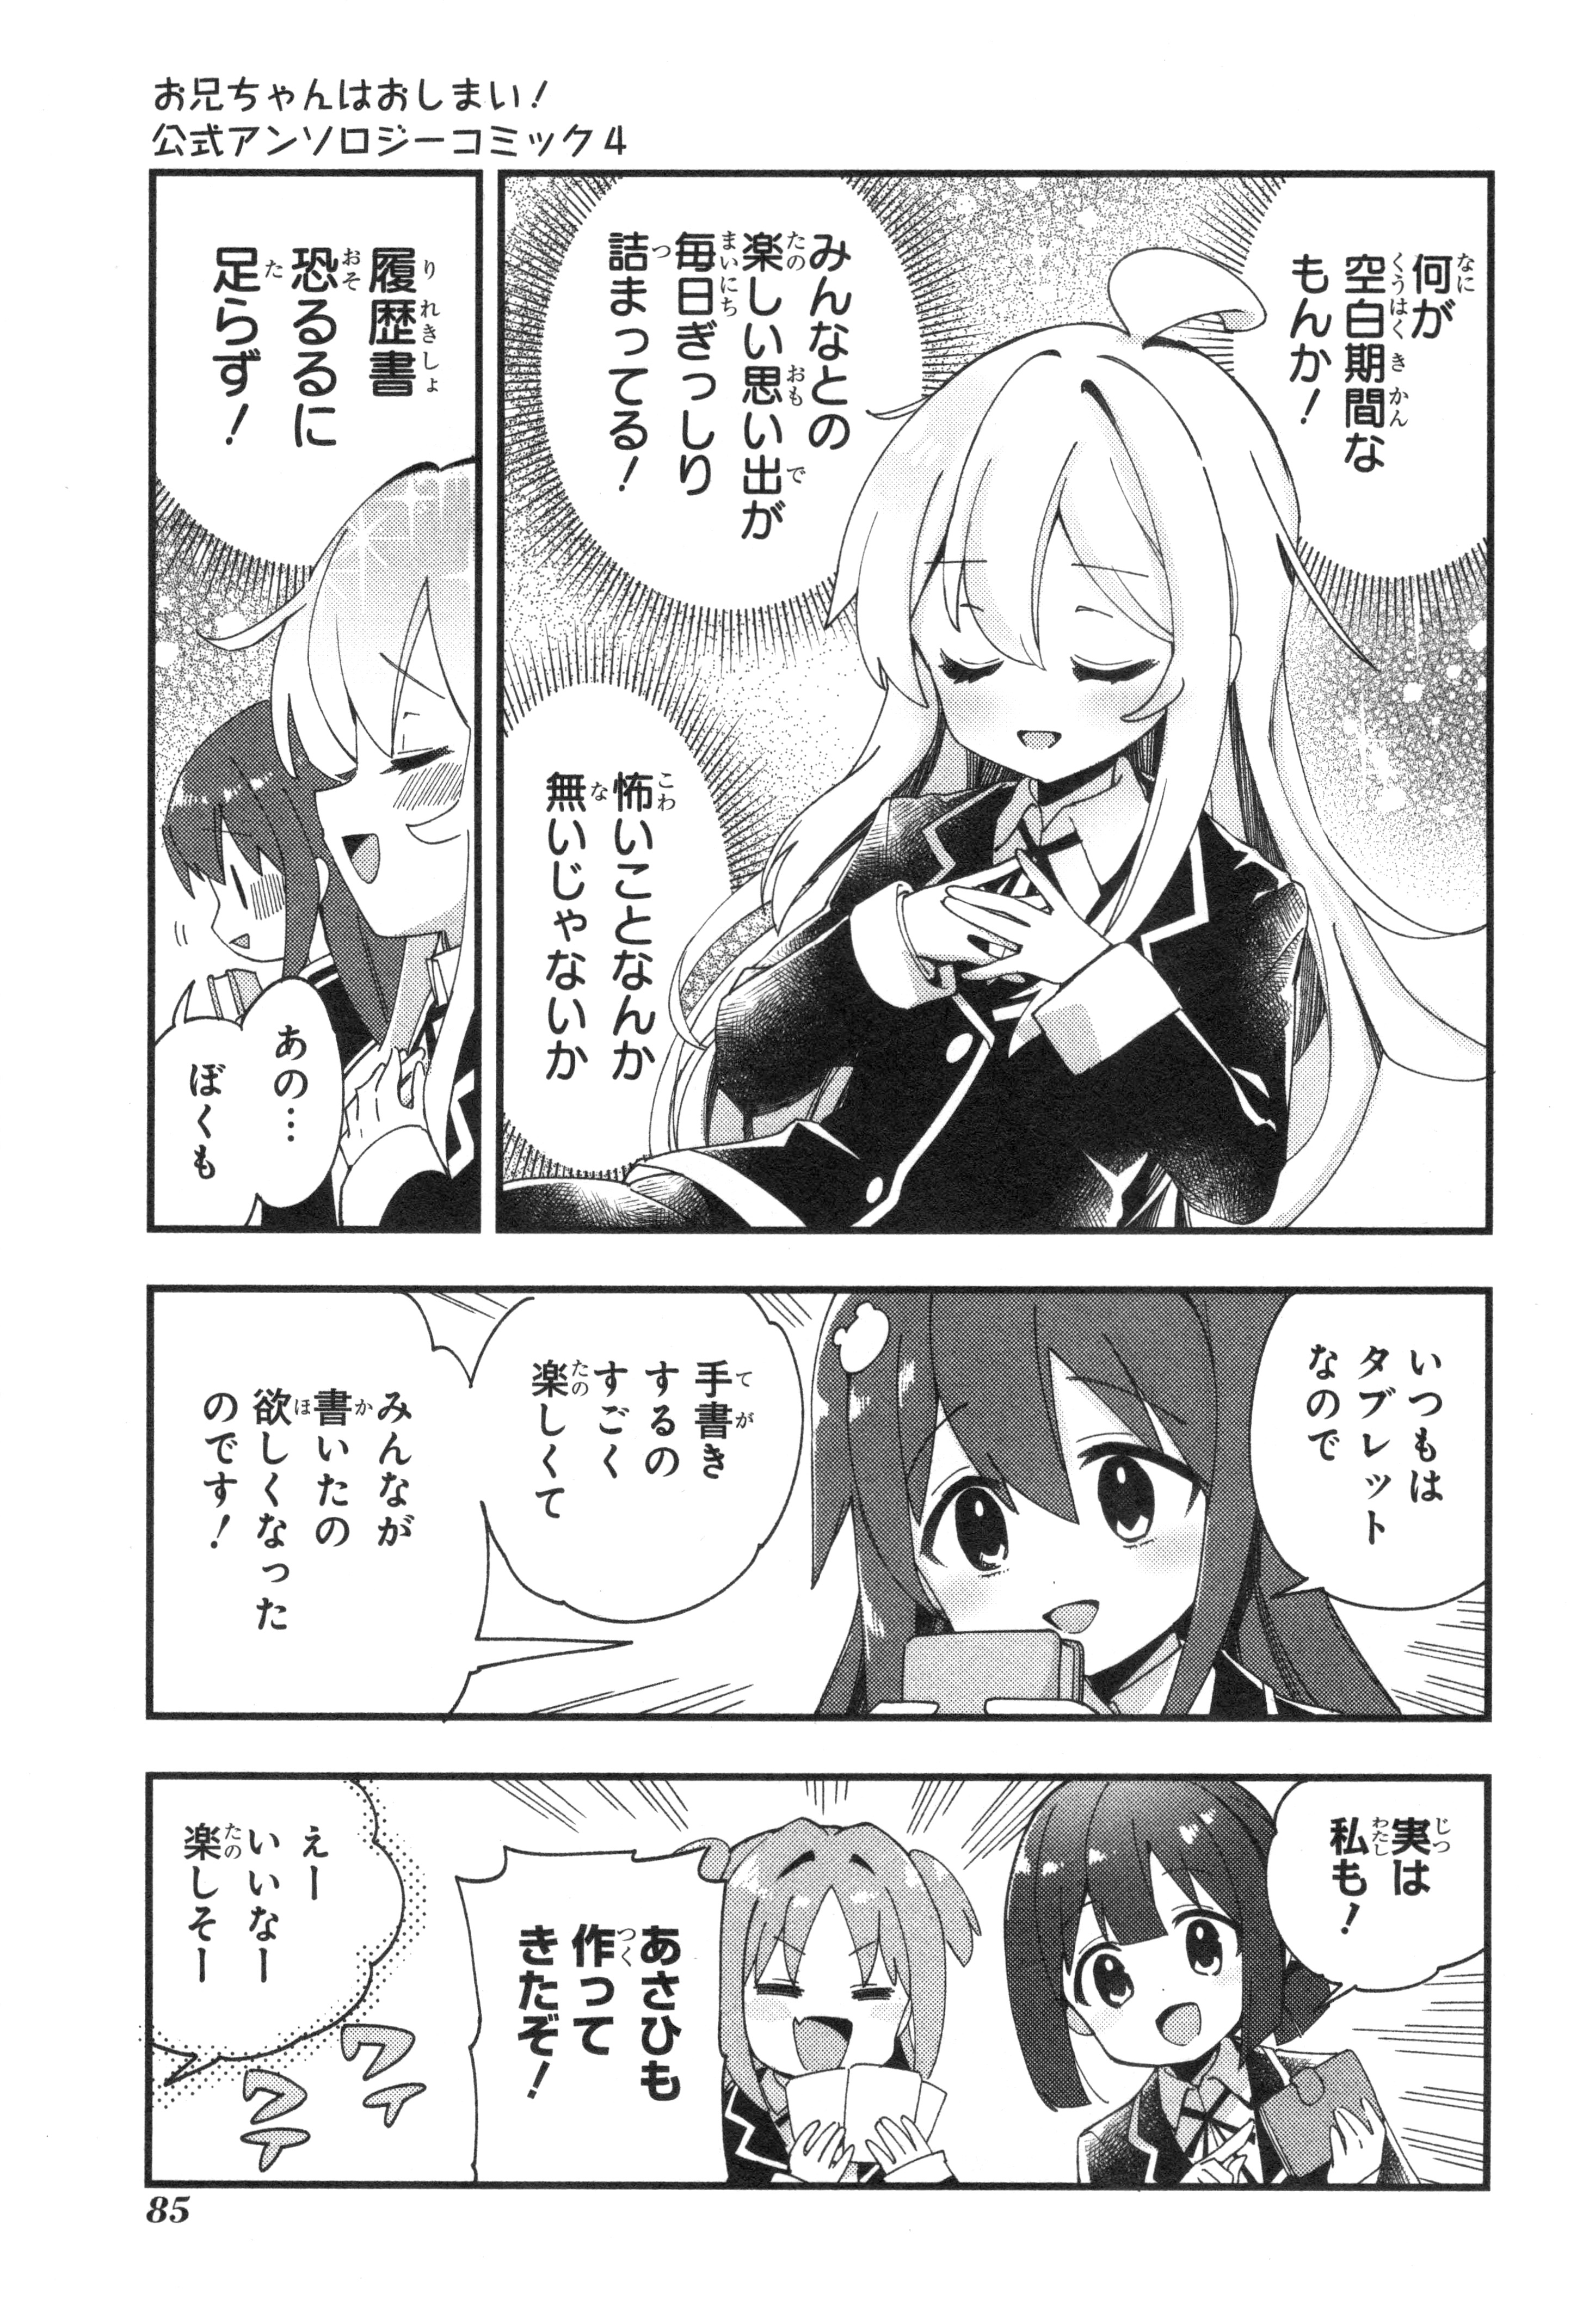 お兄ちゃんはおしまい!
公式アンソロジーコミック4
何が
空白期間な
もんか!
みんなとの
楽しい思い出が
毎日ぎっしり
詰まってる!
怖いことなんか
無いじゃないか
履歴書
恐るるに
足らず!
あの…
ぼくも
いつもは
タブレット
なので
手書き
するの
すごく
楽しくて
みんなが
書いたの
欲しくなった
のです!
実は
私も!
あさひも
作って
きたぞ!
えー
いいなー
楽しそー
ワイ
ワイ
85